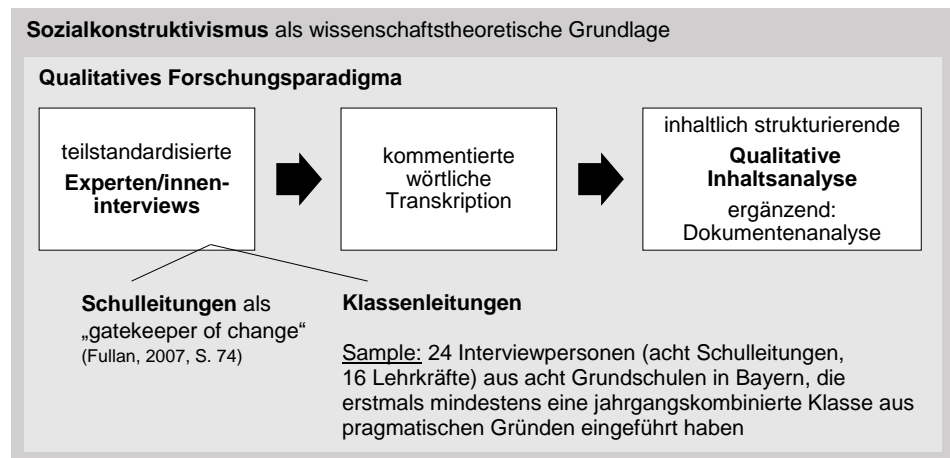 Sozialkonstruktivismus als wissenschaftstheoretische Grundlage
Qualitatives Forschungsparadigma
teilstandardisierte
Experten/innen-
interviews
kommentierte
wörtliche
Transkription
inhaltlich strukturierende
Qualitative
Inhaltsanalyse
ergänzend:
Dokumentenanalyse
Schulleitungen als
„gatekeeper of change“
(Fullan, 2007, S. 74)
Klassenleitungen
Sample: 24 Interviewpersonen (acht Schulleitungen,
16 Lehrkräfte) aus acht Grundschulen in Bayern, die
erstmals mindestens eine jahrgangskombinierte Klasse aus
pragmatischen Gründen eingeführt haben